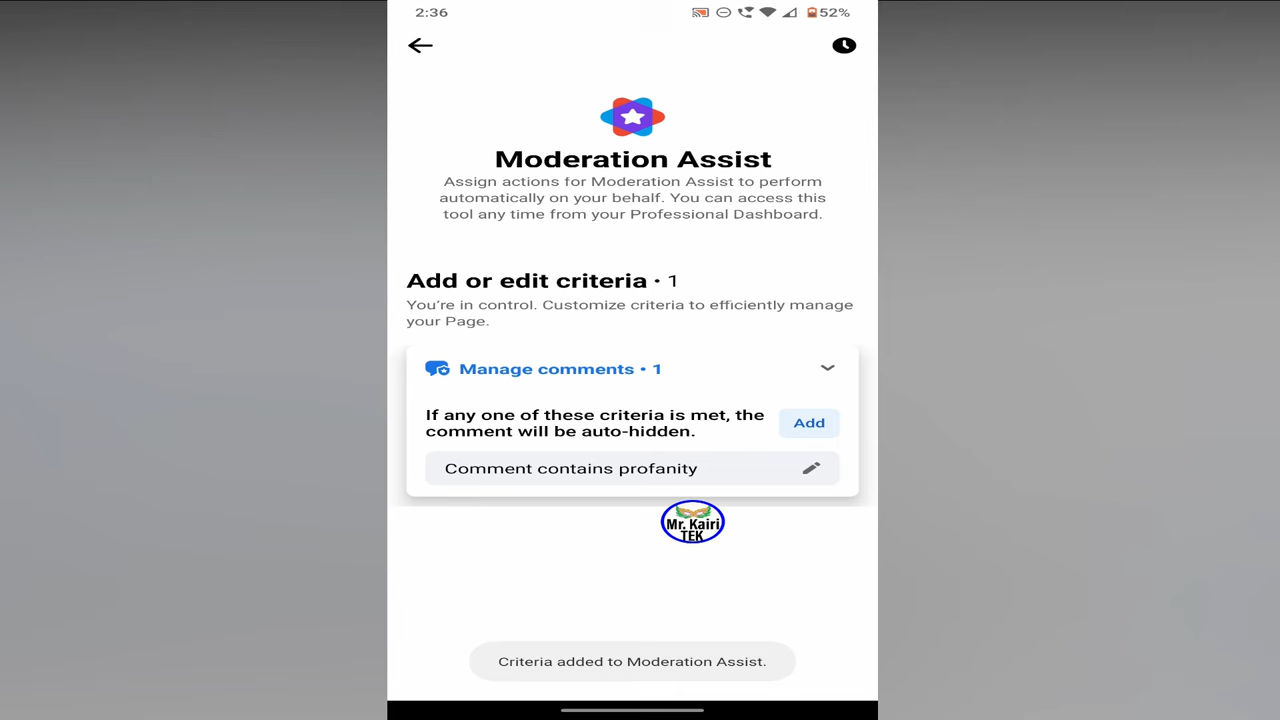 2:36
52%
Moderation Assist
Assign actions for Moderation Assist to perform
automatically on your behalf. You can access this
tool any time from your Professional Dashboard.
Add or edit criteria • 1
You're in control. Customize criteria to efficiently manage
your Page.
Manage comments • 1
If any one of these criteria is met, the
comment will be auto-hidden.
Add
Comment contains profanity
Mr. Kairi
TEK
Criteria added to Moderation Assist.